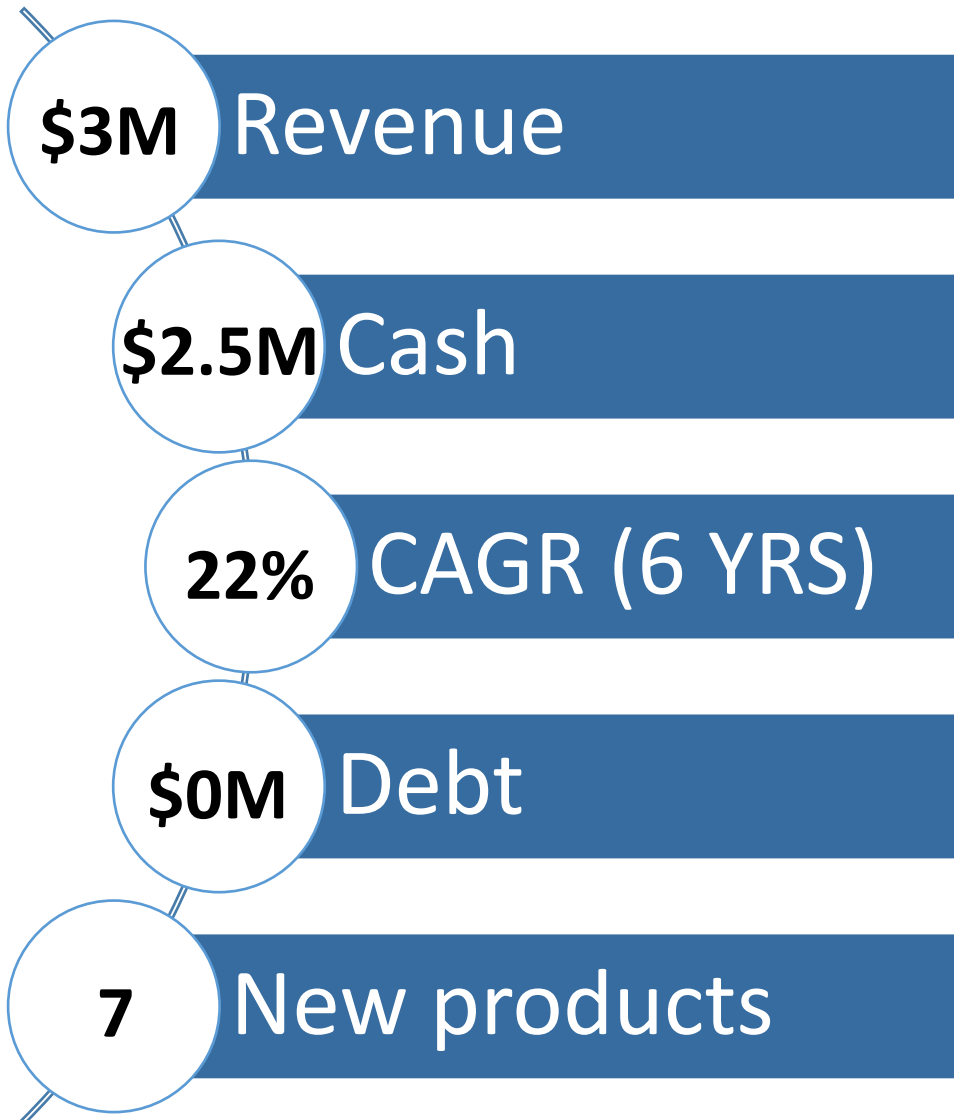 $3M Revenue
$2.5M Cash
22% CAGR (6 YRS)
$0M Debt
7 New products